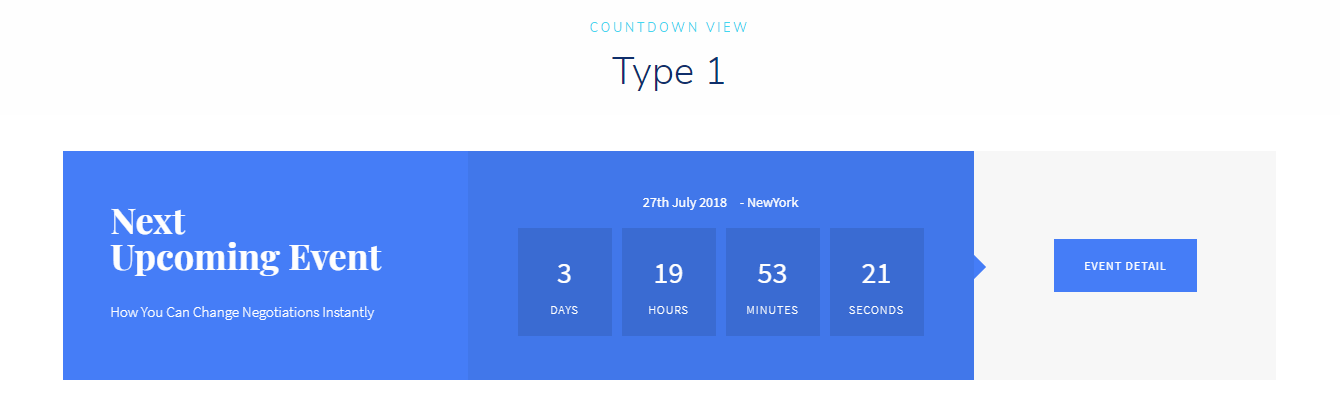 COUNTDOWN VIEW
Type 1
Next
Upcoming Event
How You Can Change Negotiations Instantly
27th July 2018 - NewYork
3 19 53 21
DAYS HOURS MINUTES SECONDS
EVENT DETAIL